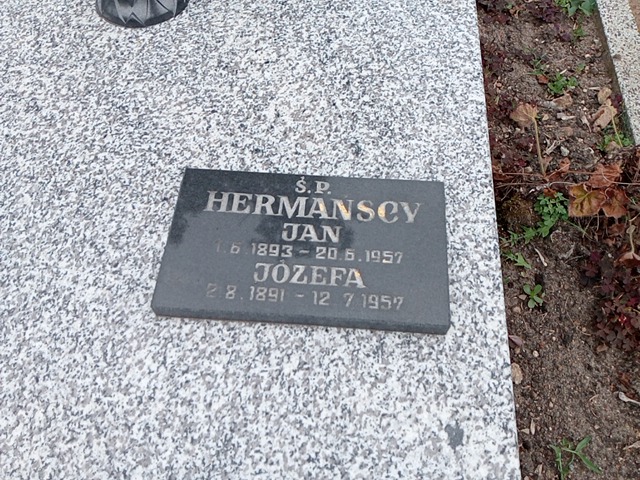 Ś.P.
HERMAŃSCY
JAN
1.6.1893 - 20.6.1957
JÓZEFA
2.8.1891 - 12.7.1957